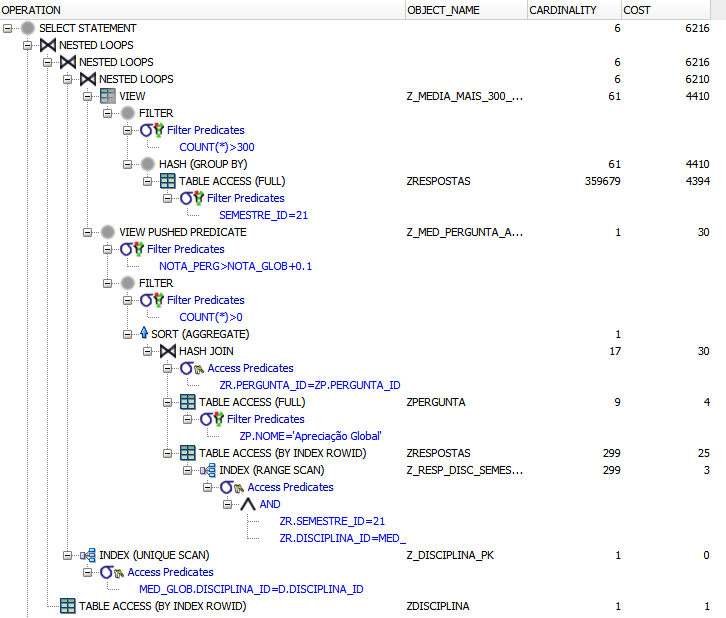 OPERATION OBJECT_NAME CARDINALITY COST
SELECT STATEMENT 6 6216
NESTED LOOPS
NESTED LOOPS 6 6216
NESTED LOOPS 6 6210
VIEW Z_MEDIA_MAIS_300_... 61 4410
FILTER
Filter Predicates
COUNT(*)>300
HASH (GROUP BY) 61 4410
TABLE ACCESS (FULL) ZRESPOSTAS 359679 4394
Filter Predicates
SEMESTRE_ID=21
VIEW PUSHED PREDICATE Z_MED_PERGUNTA_A... 1 30
Filter Predicates
NOTA_PERG>NOTA_GLOB+0.1
FILTER
Filter Predicates
COUNT(*)>0
SORT (AGGREGATE) 1
HASH JOIN 17 30
Access Predicates
ZR.PERGUNTA_ID=ZP.PERGUNTA_ID
TABLE ACCESS (FULL) ZPERGUNTA 9 4
Filter Predicates
ZP.NOME='Apreciação Global'
TABLE ACCESS (BY INDEX ROWID) ZRESPOSTAS 299 25
INDEX (RANGE SCAN) Z_RESP_DISC_SEMES... 299 3
Access Predicates
AND
ZR.SEMESTRE_ID=21
ZR.DISCIPLINA_ID=MED_
INDEX (UNIQUE SCAN) Z_DISCIPLINA_PK 1 0
Access Predicates
MED_GLOB.DISCIPLINA_ID=D.DISCIPLINA_ID
TABLE ACCESS (BY INDEX ROWID) ZDISCIPLINA 1 1